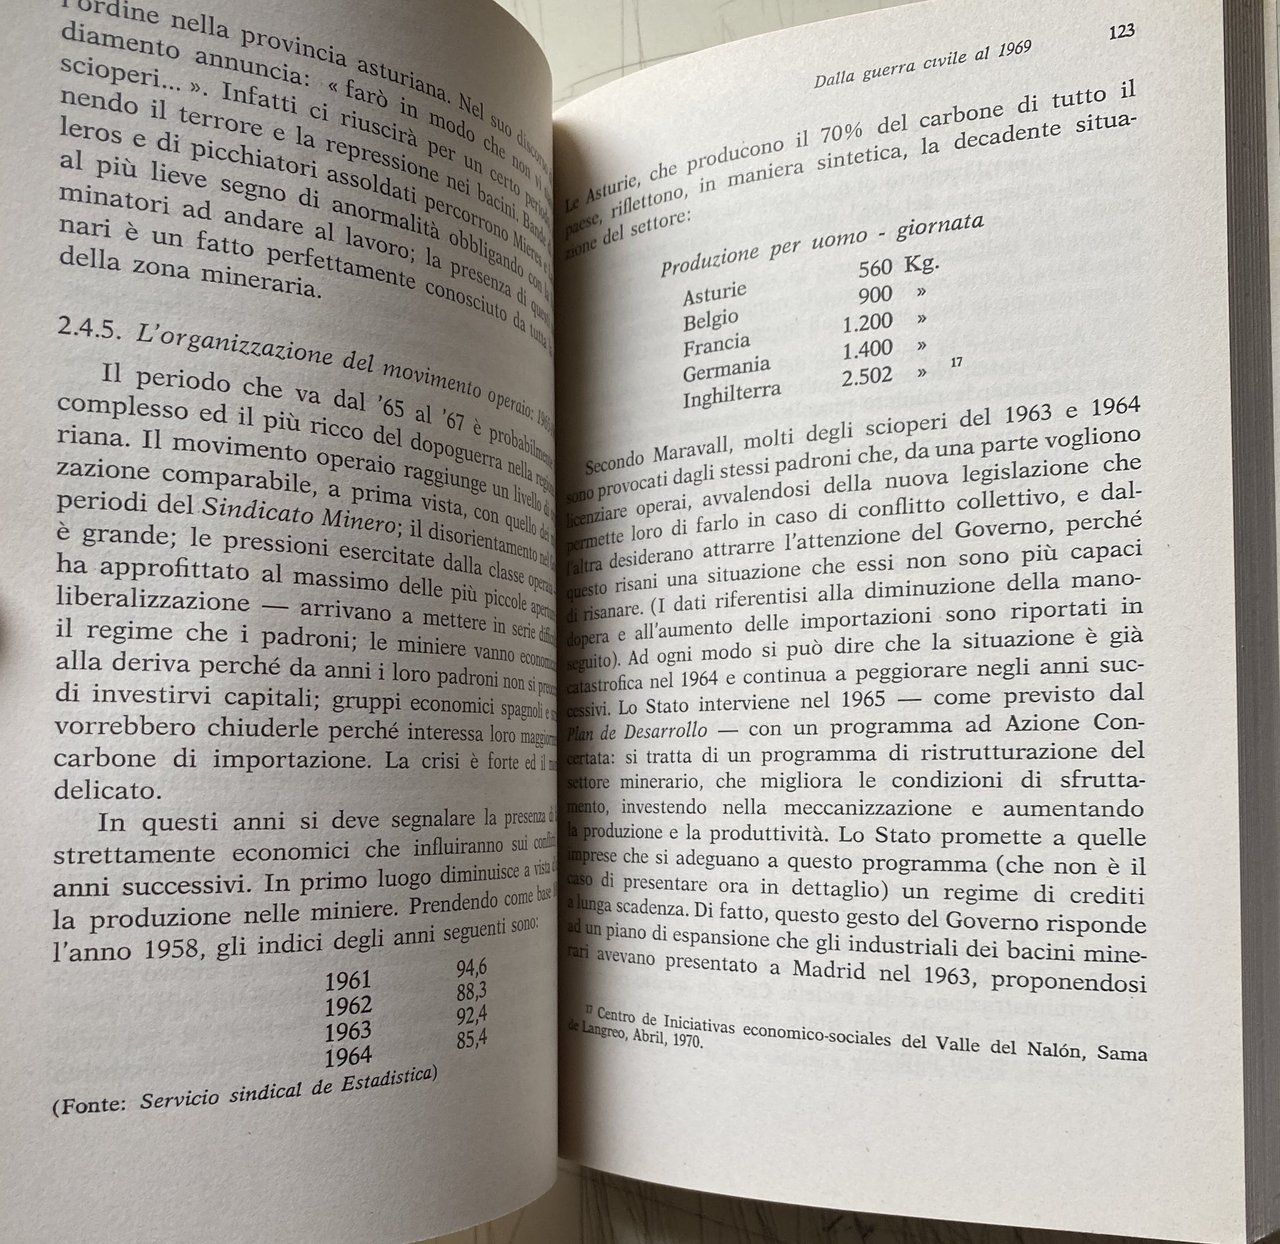 l'ordine nella provincia asturiana. Nel suo discorso
diamento annuncia: « farò in modo che non vi
scioperi... ». Infatti ci riuscirà per un certo periodo
nendo il terrore e la repressione nei bacini. Bande
leros e di picchiatori assoldati percorrono Mieres e
al più lieve segno di anormalità obbligando con la
minatori ad andare al lavoro; la presenza di questi
nari è un fatto perfettamente conosciuto da tutta
della zona mineraria.
2.4.5. L'organizzazione del movimento operaio:
Il periodo che va dal '65 al '67 è probabilmente
complesso ed il più ricco del dopoguerra nella
riana. Il movimento operaio raggiunge un livello di
zazione comparabile, a prima vista, con quello dei
periodi del Sindicato Minero; il disorientamento
è grande; le pressioni esercitate dalla classe operaia
ha approfittato al massimo delle più piccole
liberalizzazione — arrivano a mettere in serie
il regime che i padroni; le miniere vanno
alla deriva perché da anni i loro padroni non si
di investirvi capitali; gruppi economici spagnoli e
vorrebbero chiuderle perché interessa loro
carbone di importazione. La crisi è forte ed il
delicato.
In questi anni si deve segnalare la presenza di
strettamente economici che influiranno sui
anni successivi. In primo luogo diminuisce a vista
la produzione nelle miniere. Prendendo come base
l'anno 1958, gli indici degli anni seguenti sono:
1961 94,6
1962 88,3
1963 92,4
1964 85,4
(Fonte: Servicio sindical de Estadistica)
Dalla guerra civile al 1969 123
Le Asturie, che producono il 70% del carbone di tutto il
paese, riflettono, in maniera sintetica, la decadente situa-
zione del settore:
Produzione per uomo - giornata
Asturie 560 Kg.
Belgio 900 »
Francia 1.200 »
Germania 1.400 »
Inghilterra 2.502 » 17
Secondo Maravall, molti degli scioperi del 1963 e 1964
sono provocati dagli stessi padroni che, da una parte vogliono
licenziare operai, avvalendosi della nuova legislazione che
permette loro di farlo in caso di conflitto collettivo, e dal-
l'altra desiderano attrarre l'attenzione del Governo, perché
questo risani una situazione che essi non sono più capaci
di risanare. (I dati riferentisi alla diminuzione della mano-
dopera e all'aumento delle importazioni sono riportati in
seguito). Ad ogni modo si può dire che la situazione è già
catastrofica nel 1964 e continua a peggiorare negli anni suc-
cessivi. Lo Stato interviene nel 1965 — come previsto dal
Plan de Desarrollo — con un programma ad Azione Con-
certata: si tratta di un programma di ristrutturazione del
settore minerario, che migliora le condizioni di sfrutta-
mento, investendo nella meccanizzazione e aumentando
la produzione e la produttività. Lo Stato promette a quelle
imprese che si adeguano a questo programma (che non è il
caso di presentare ora in dettaglio) un regime di crediti
a lunga scadenza. Di fatto, questo gesto del Governo risponde
ad un piano di espansione che gli industriali dei bacini mine-
rari avevano presentato a Madrid nel 1963, proponendosi
17 Centro de Iniciativas economico-sociales del Valle del Nalón, Sama
de Langreo, Abril, 1970.